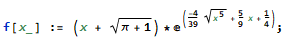 f[x_] := (x + √(π + 1)) * e^(-4/39 √(x^5) + 5/9 x + 1/4);